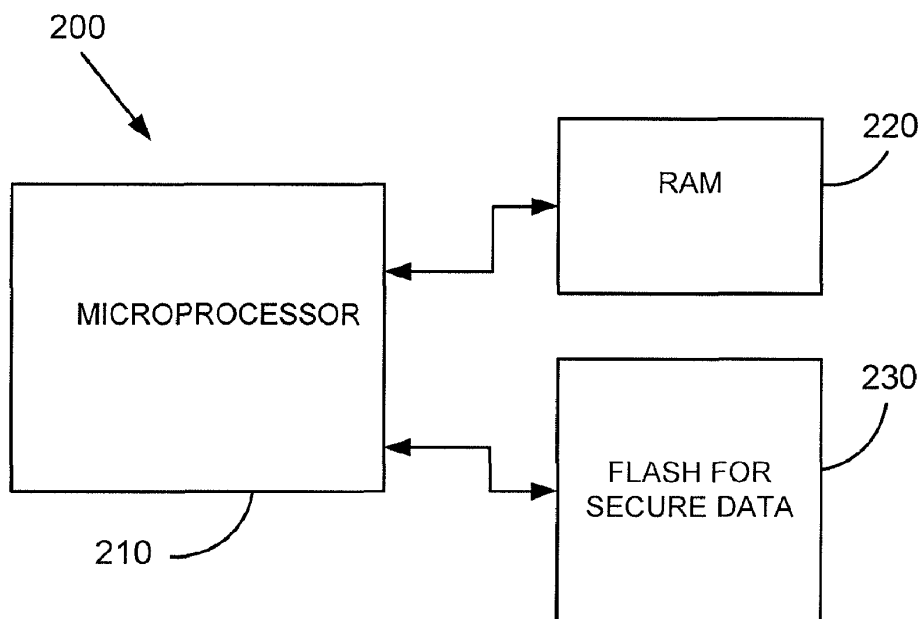 200
220
RAM
MICROPROCESSOR
230
FLASH FOR
SECURE DATA
210